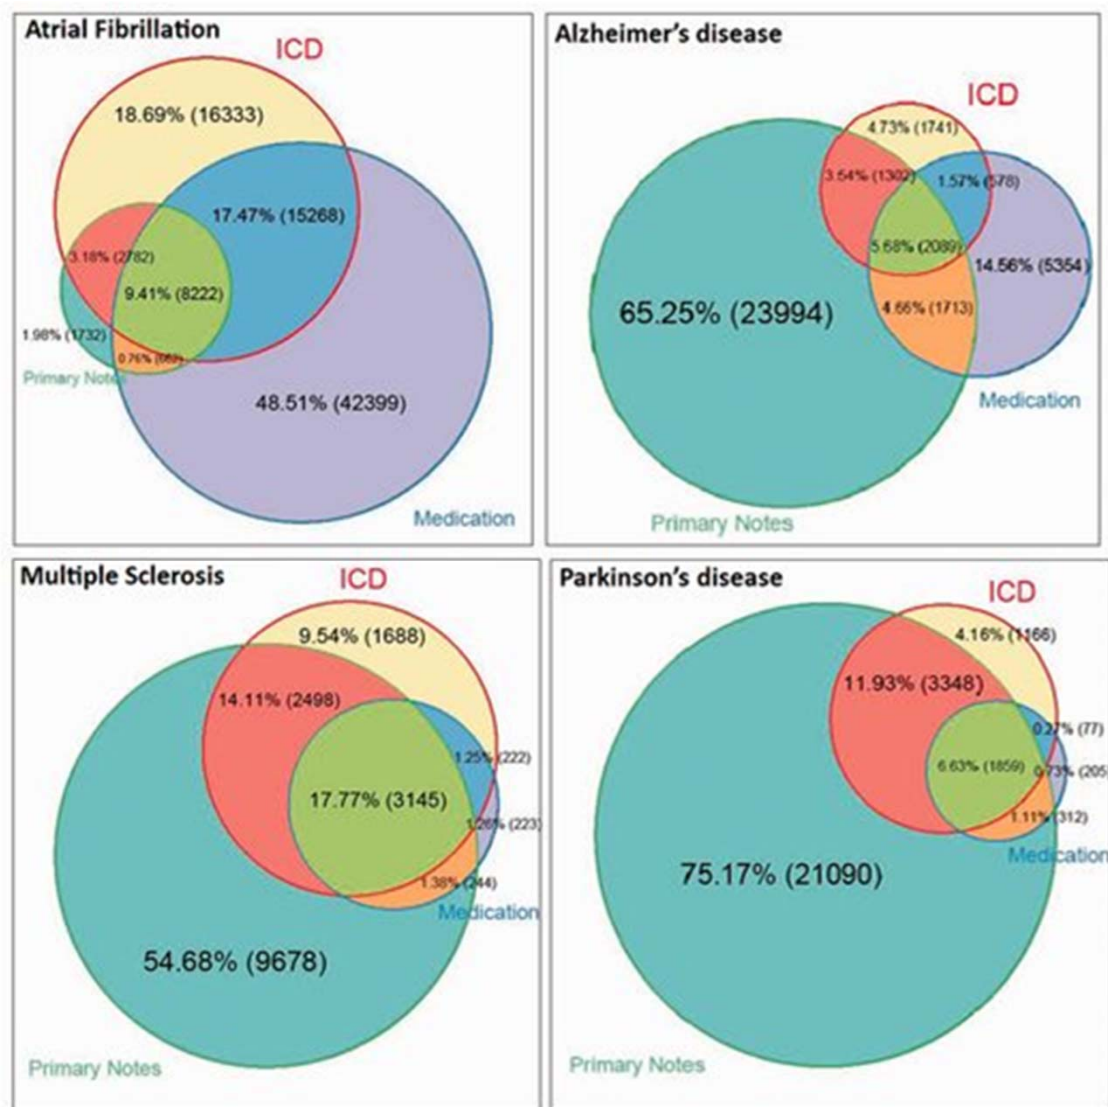 Atrial Fibrillation
ICD
18.69% (16333)
17.47% (15268)
3.18% (2782)
9.41% (8222)
1.98% (1732)
0.76% (662)
Primary Notes
48.51% (42399)
Medication
Alzheimer's disease
ICD
4.73% (1741)
3.54% (1302)
1.57% (578)
5.68% (2089)
14.56% (5354)
65.25% (23994)
4.66% (1713)
Medication
Primary Notes
Multiple Sclerosis
ICD
9.54% (1688)
14.11% (2498)
1.25% (222)
17.77% (3145)
1.26% (223)
1.38% (244)
Medication
54.68% (9678)
Primary Notes
Parkinson's disease
ICD
4.16% (1166)
11.93% (3348)
0.27% (77)
6.63% (1859)
0.73% (205)
1.11% (312)
Medication
75.17% (21090)
Primary Notes